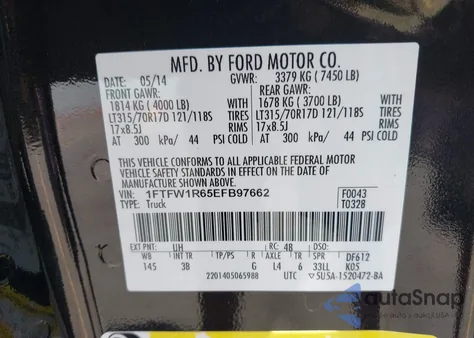 MFD. BY FORD MOTOR CO.
DATE: 05/14 GVWR: 3379 KG ( 7450 LB)
FRONT GAWR: REAR GAWR:
1814 KG ( 4000 LB) WITH 1678 KG ( 3700 LB) WITH
LT315/70R17D 121/118S TIRES LT315/70R17D 121/118S TIRES
17x8.5J RIMS 17x8.5J RIMS
AT 300 kPa/ 44 PSI COLD AT 300 kPa/ 44 PSI COLD
THIS VEHICLE CONFORMS TO ALL APPLICABLE FEDERAL MOTOR
VEHICLE SAFETY STANDARDS IN EFFECT ON THE DATE OF
MANUFACTURE SHOWN ABOVE.
VIN: 1FTFW1R65EFB97662 F0043
TYPE: Truck T0328
EXT PNT: UH RC: 4B DSO:
WB INT TR TP/PS R AXLE TR SPR DF612
145 3B G L4 6 33LL K05
2201405065988 UTC ▽5USA-1520472-BA
autaSnap